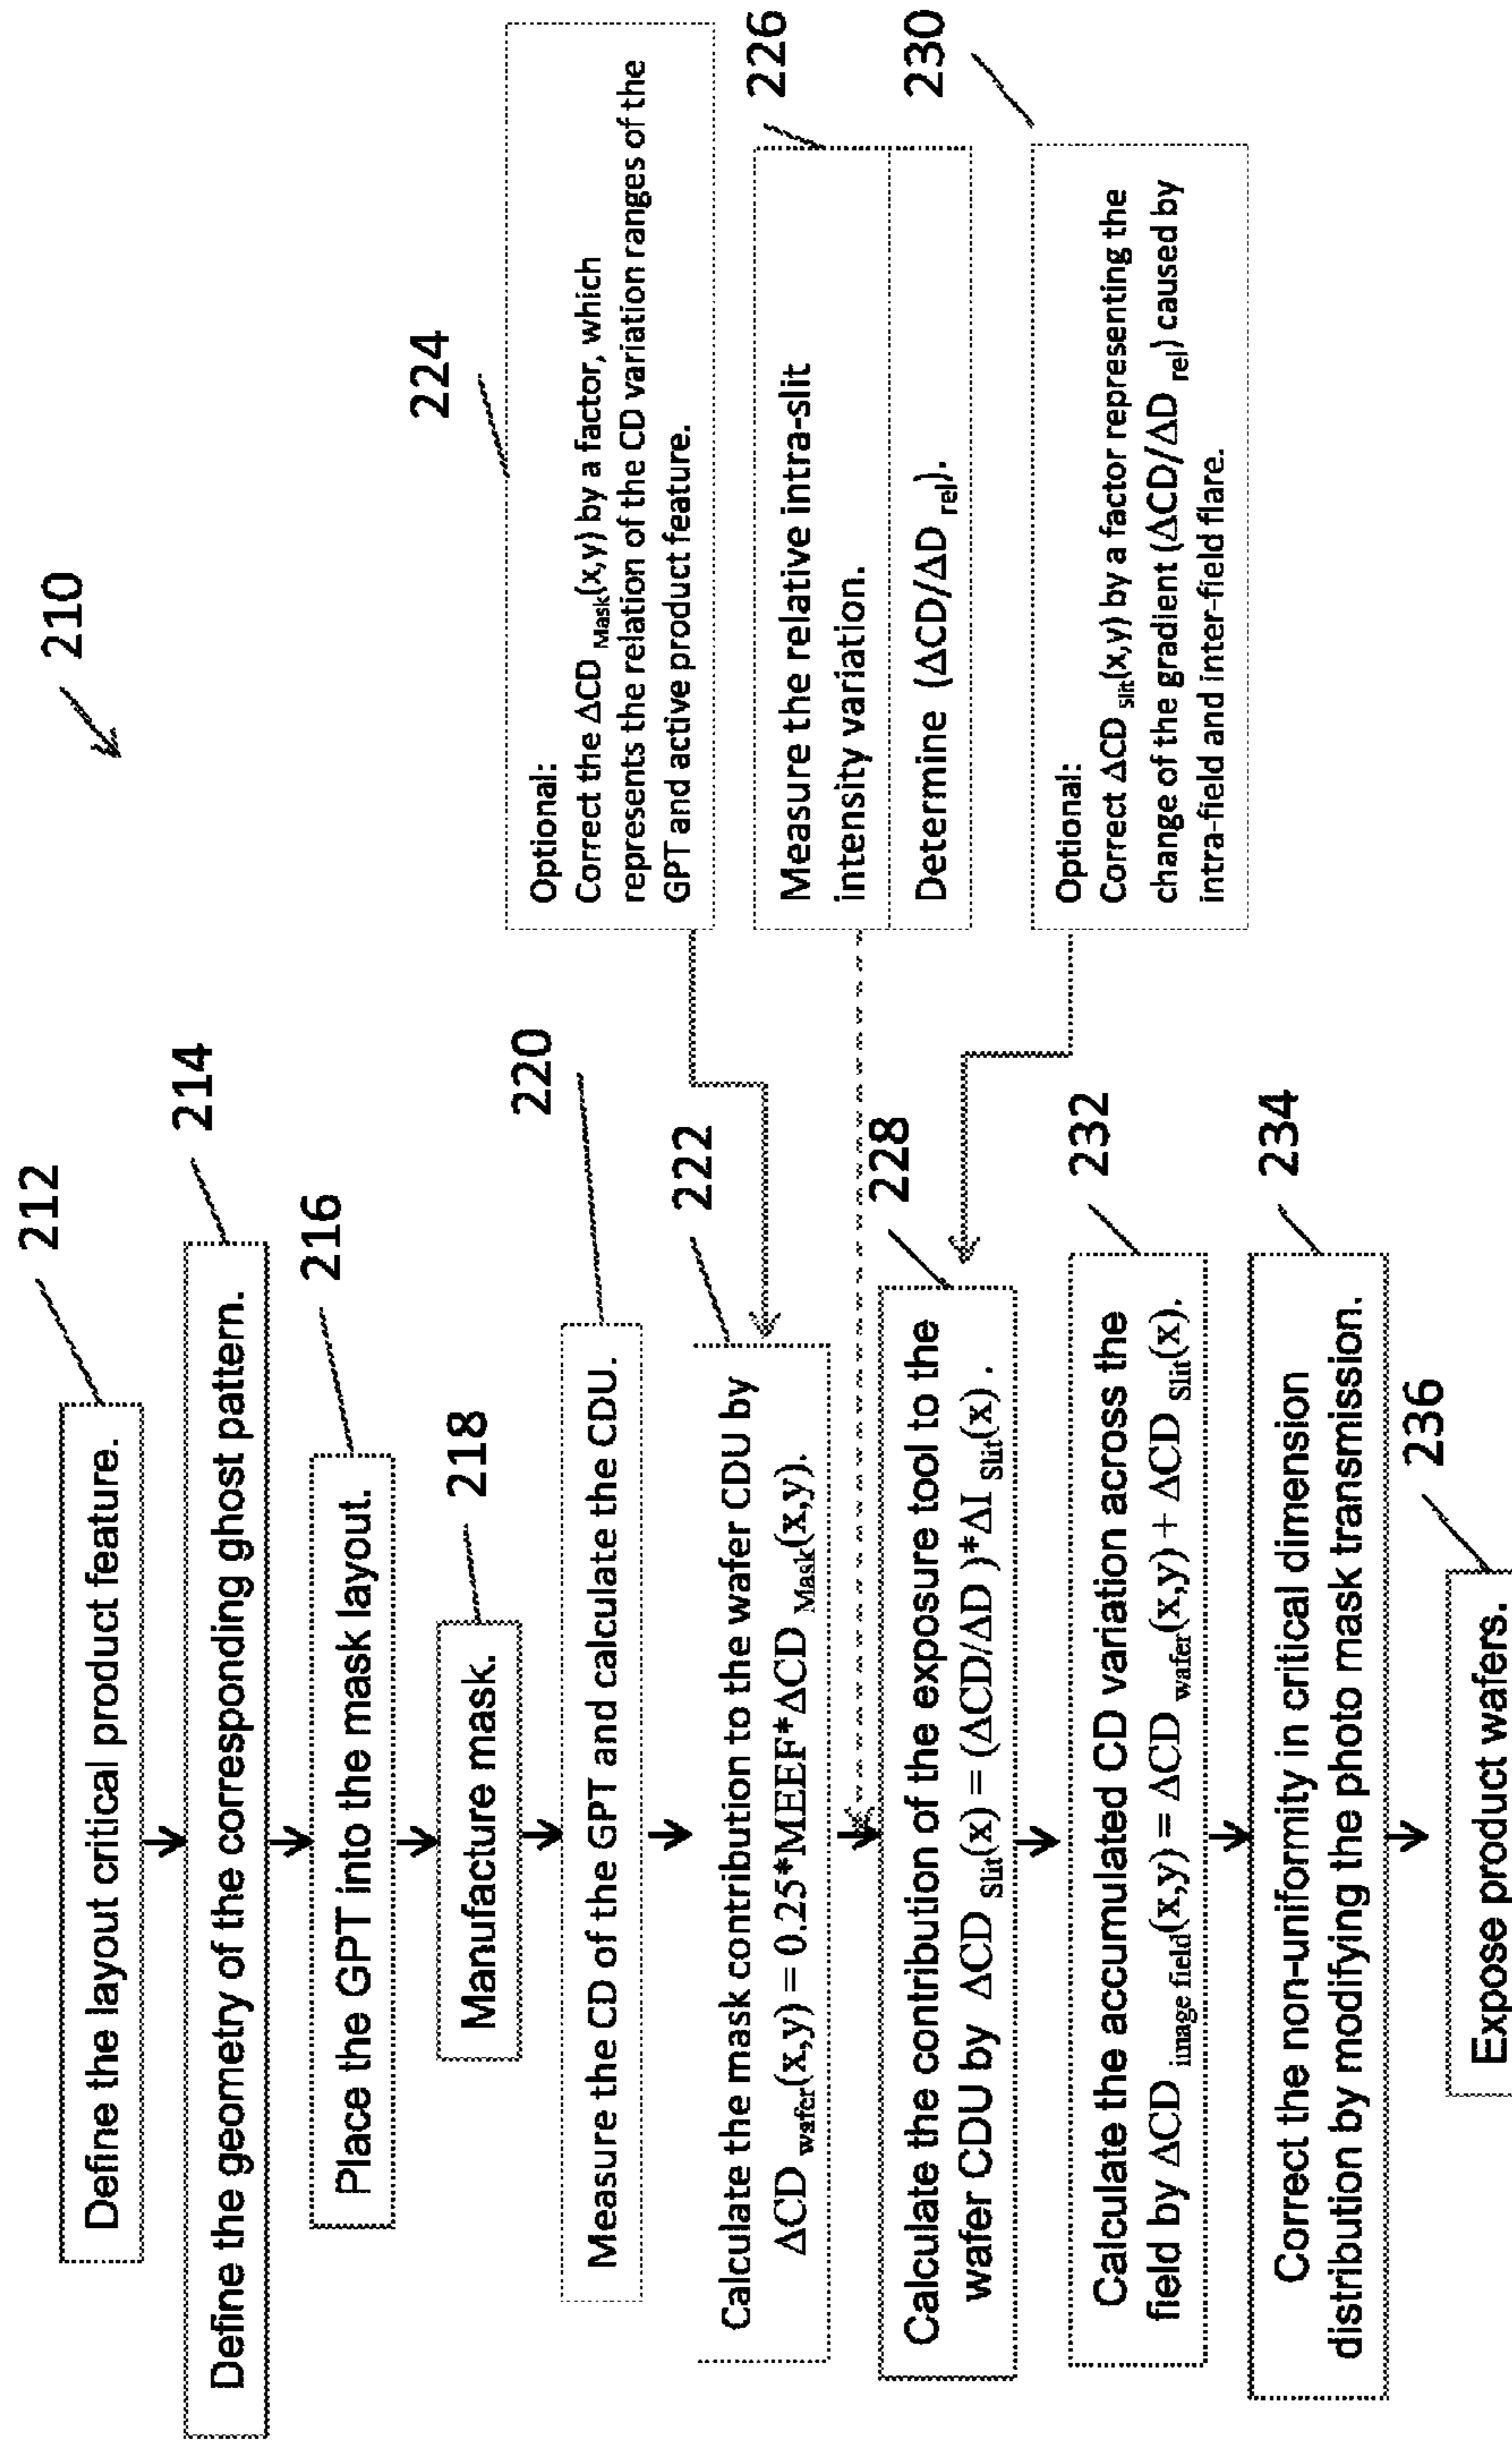 210
212
Define the layout critical product feature.
214
Define the geometry of the corresponding ghost pattern.
216
Place the GPT into the mask layout.
218
Manufacture mask.
220
Measure the CD of the GPT and calculate the CDU.
222
Calculate the mask contribution to the wafer CDU by
ΔCD wafer(x,y) = 0.25*MEEF*ΔCD Mask(x,y).
224
Optional:
Correct the ΔCD Mask(x,y) by a factor, which
represents the relation of the CD variation ranges of the
GPT and active product feature.
226
Measure the relative intra-slit
intensity variation.
Determine (ΔCD/ΔD rel).
228
Calculate the contribution of the exposure tool to the
wafer CDU by ΔCD Slit(x) = (ΔCD/ΔD )*ΔI Slit(x) .
230
Optional:
Correct ΔCD slit(x,y) by a factor representing the
change of the gradient (ΔCD/ΔD rel) caused by
intra-field and inter-field flare.
232
Calculate the accumulated CD variation across the
field by ΔCD image field(x,y) = ΔCD wafer(x,y) + ΔCD Slit(x).
234
Correct the non-uniformity in critical dimension
distribution by modifying the photo mask transmission.
236
Expose product wafers.